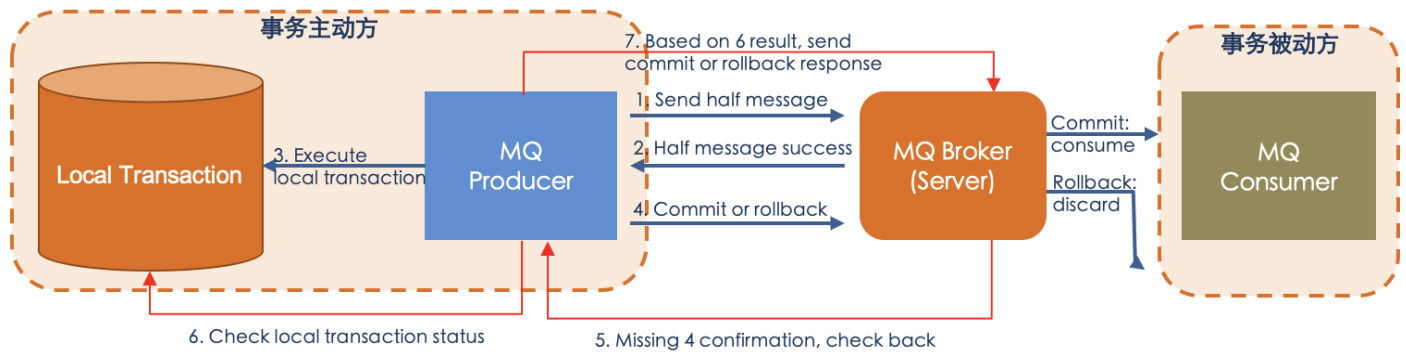 事务主动方
事务被动方
7. Based on 6 result, send
commit or rollback response
1. Send half message
Local Transaction
3. Execute
local transaction
MQ
Producer
2. Half message success
4. Commit or rollback
MQ Broker
(Server)
Commit:
consume
Rollback:
discard
MQ
Consumer
6. Check local transaction status
5. Missing 4 confirmation, check back